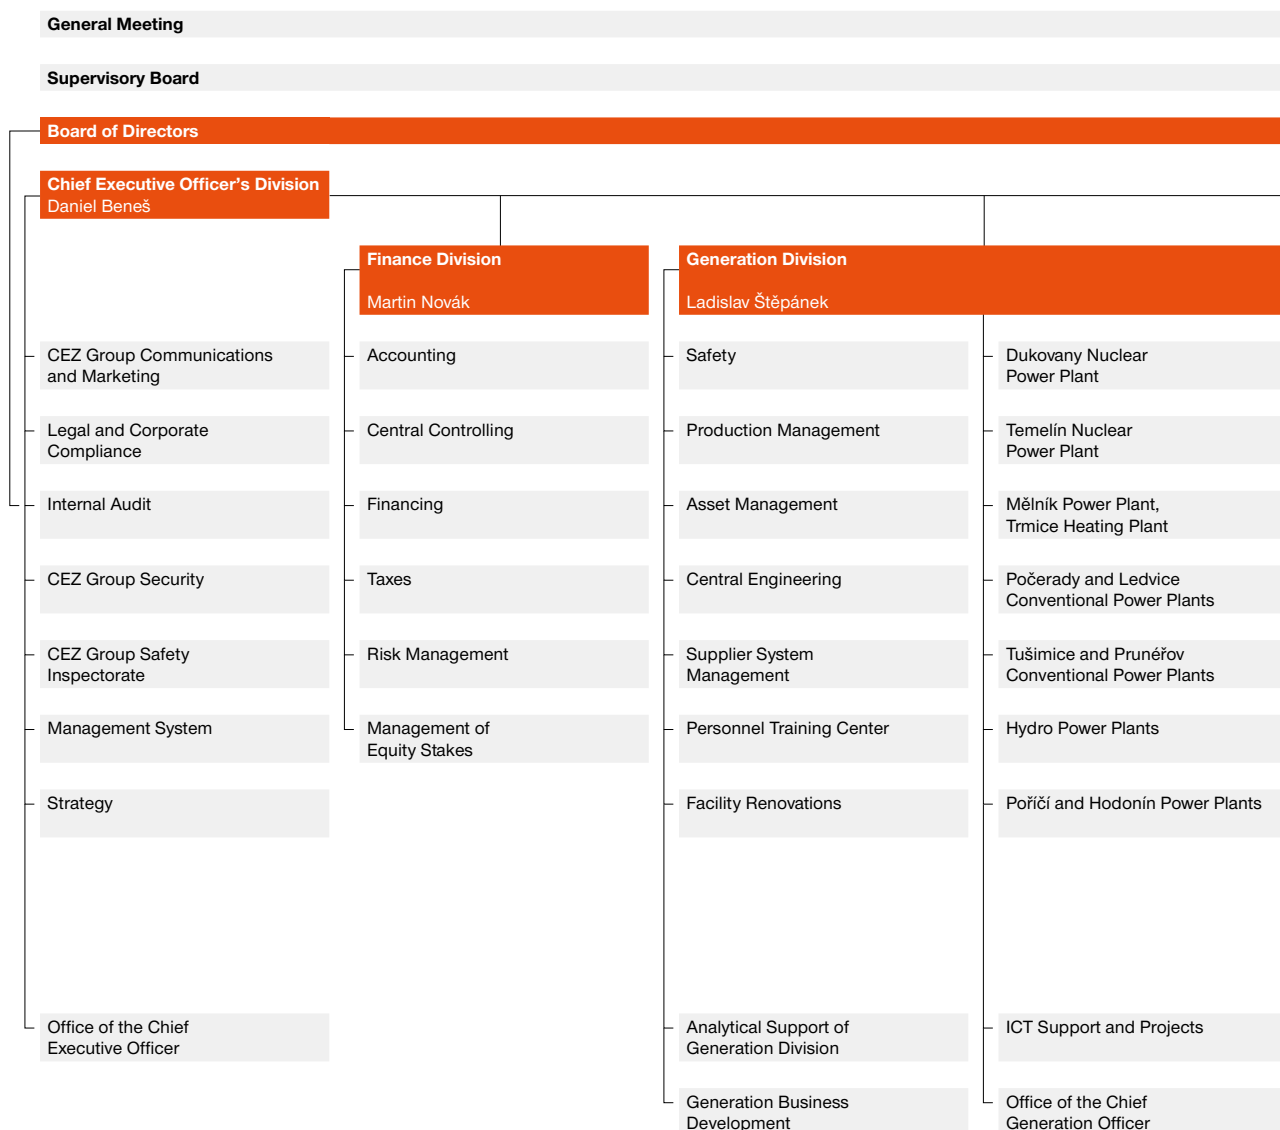 General Meeting
Supervisory Board
Board of Directors
Chief Executive Officer's Division
Daniel Beneš
Finance Division
Martin Novák
Generation Division
Ladislav Štěpánek
CEZ Group Communications
and Marketing
Legal and Corporate
Compliance
Internal Audit
CEZ Group Security
CEZ Group Safety
Inspectorate
Management System
Strategy
Office of the Chief
Executive Officer
Accounting
Central Controlling
Financing
Taxes
Risk Management
Management of
Equity Stakes
Safety
Production Management
Asset Management
Central Engineering
Supplier System
Management
Personnel Training Center
Facility Renovations
Analytical Support of
Generation Division
Generation Business
Development
Dukovany Nuclear
Power Plant
Temelín Nuclear
Power Plant
Mělník Power Plant,
Trmice Heating Plant
Počerady and Ledvice
Conventional Power Plants
Tušimice and Prunéřov
Conventional Power Plants
Hydro Power Plants
Poříčí and Hodonín Power Plants
ICT Support and Projects
Office of the Chief
Generation Officer